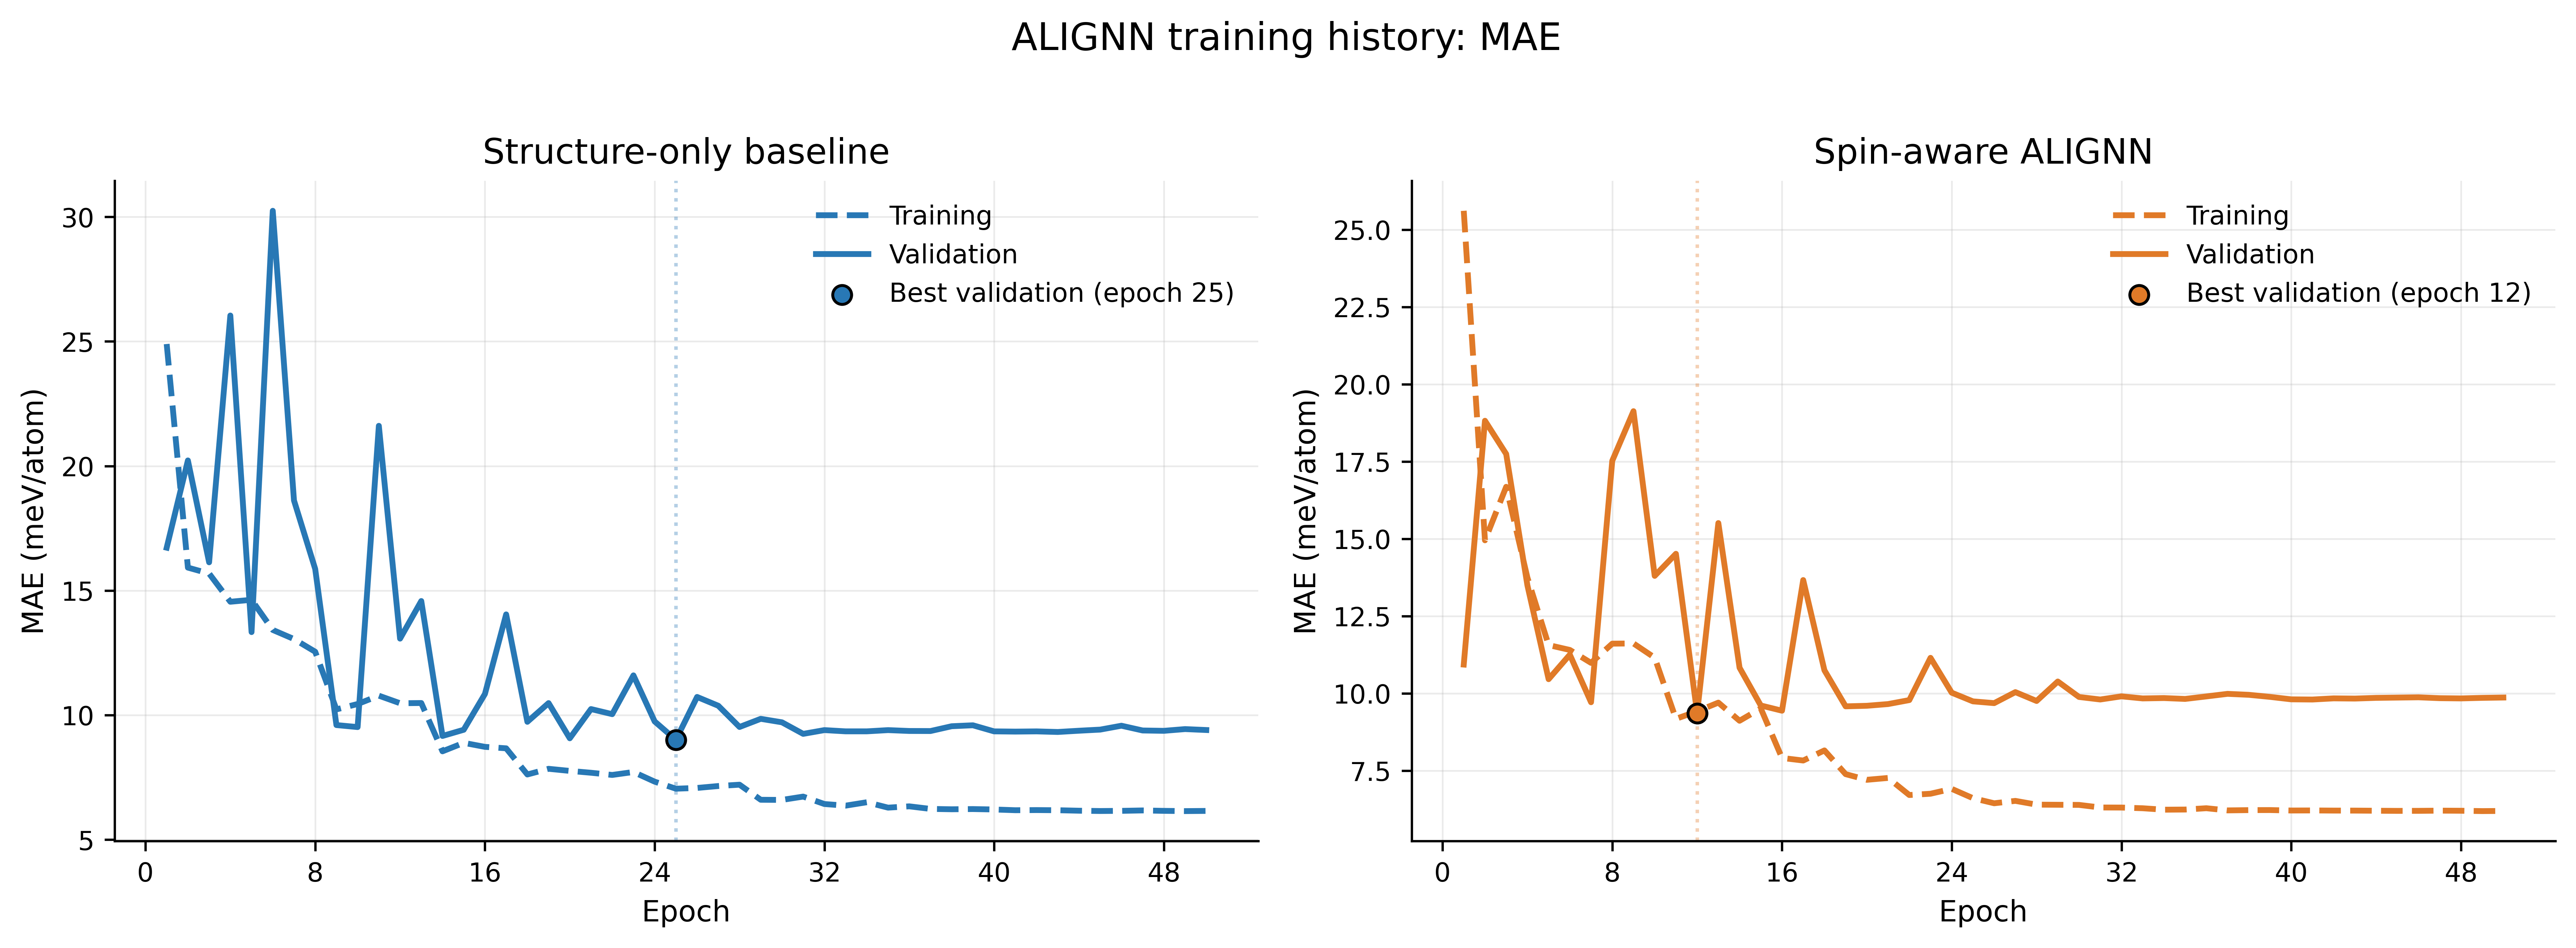 ALIGNN training history: MAE
Structure-only baseline
MAE (meV/atom)
30
25
20
15
10
5
0 8 16 24 32 40 48
Epoch
Training
Validation
Best validation (epoch 25)
Spin-aware ALIGNN
MAE (meV/atom)
25.0
22.5
20.0
17.5
15.0
12.5
10.0
7.5
0 8 16 24 32 40 48
Epoch
Training
Validation
Best validation (epoch 12)